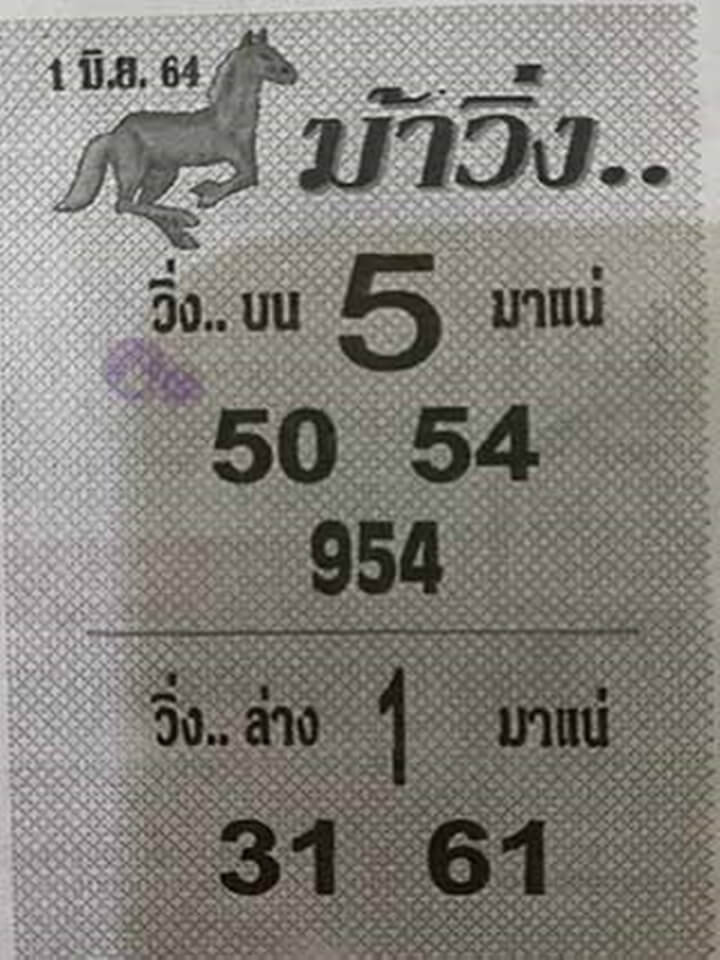 1 มิ.ย. 64
ม้าวิ่ง..
วิ่ง.. บน 5 มาแน่
50 54
954
วิ่ง.. ล่าง 1 มาแน่
31 61